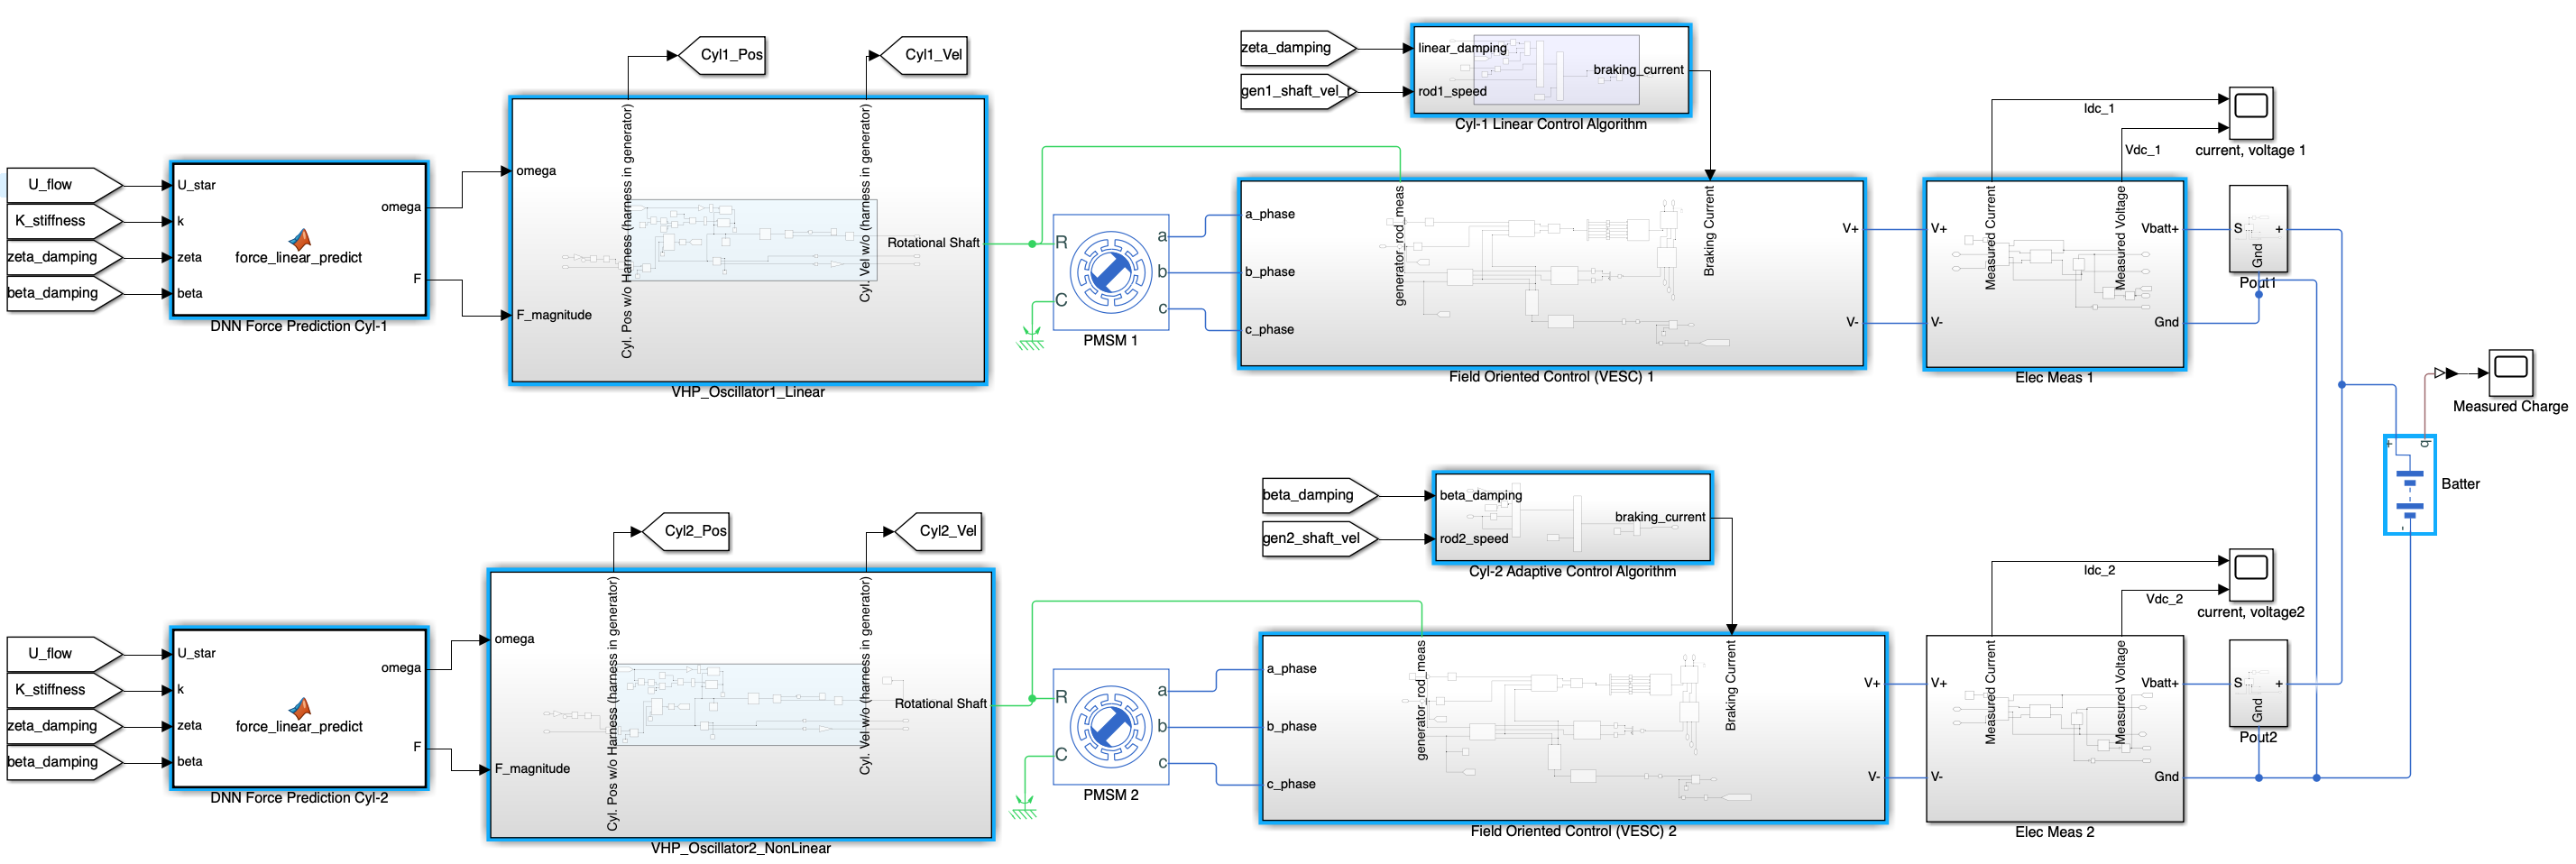 Cyl1_Pos
Cyl1_Vel
U_flow
K_stiffness
zeta_damping
beta_damping
U_star
k
zeta
beta
omega
F
force_linear_predict
DNN Force Prediction Cyl-1
omega
F_magnitude
Cyl. Pos w/o Harness (harness in generator)
Cyl. Vel w/o (harness in generator)
Rotational Shaft
VHP_Oscillator1_Linear
R
C
a
b
c
PMSM 1
zeta_damping
linear_damping
rod1_speed
braking_current
Cyl-1 Linear Control Algorithm
a_phase
b_phase
c_phase
generator_rod_meas
Braking Current
V+
V-
Field Oriented Control (VESC) 1
V+
V-
Measured Current
Measured Voltage
Vbatt+
Gnd
Elec Meas 1
Idc_1
Vdc_1
current, voltage 1
S
+
Gnd
Pout1
Measured Charge
+
q
-
Batter
Cyl2_Pos
Cyl2_Vel
U_flow
K_stiffness
zeta_damping
beta_damping
U_star
k
zeta
beta
omega
F
force_linear_predict
DNN Force Prediction Cyl-2
omega
F_magnitude
Cyl. Pos w/o Harness (harness in generator)
Cyl. Vel w/o (harness in generator)
Rotational Shaft
VHP_Oscillator2_NonLinear
R
C
a
b
c
PMSM 2
beta_damping
gen2_shaft_vel
beta_damping
rod2_speed
braking_current
Cyl-2 Adaptive Control Algorithm
a_phase
b_phase
c_phase
generator_rod_meas
Braking Current
V+
V-
Field Oriented Control (VESC) 2
V+
V-
Measured Current
Measured Voltage
Vbatt+
Gnd
Elec Meas 2
Idc_2
Vdc_2
current, voltage2
S
+
Gnd
Pout2